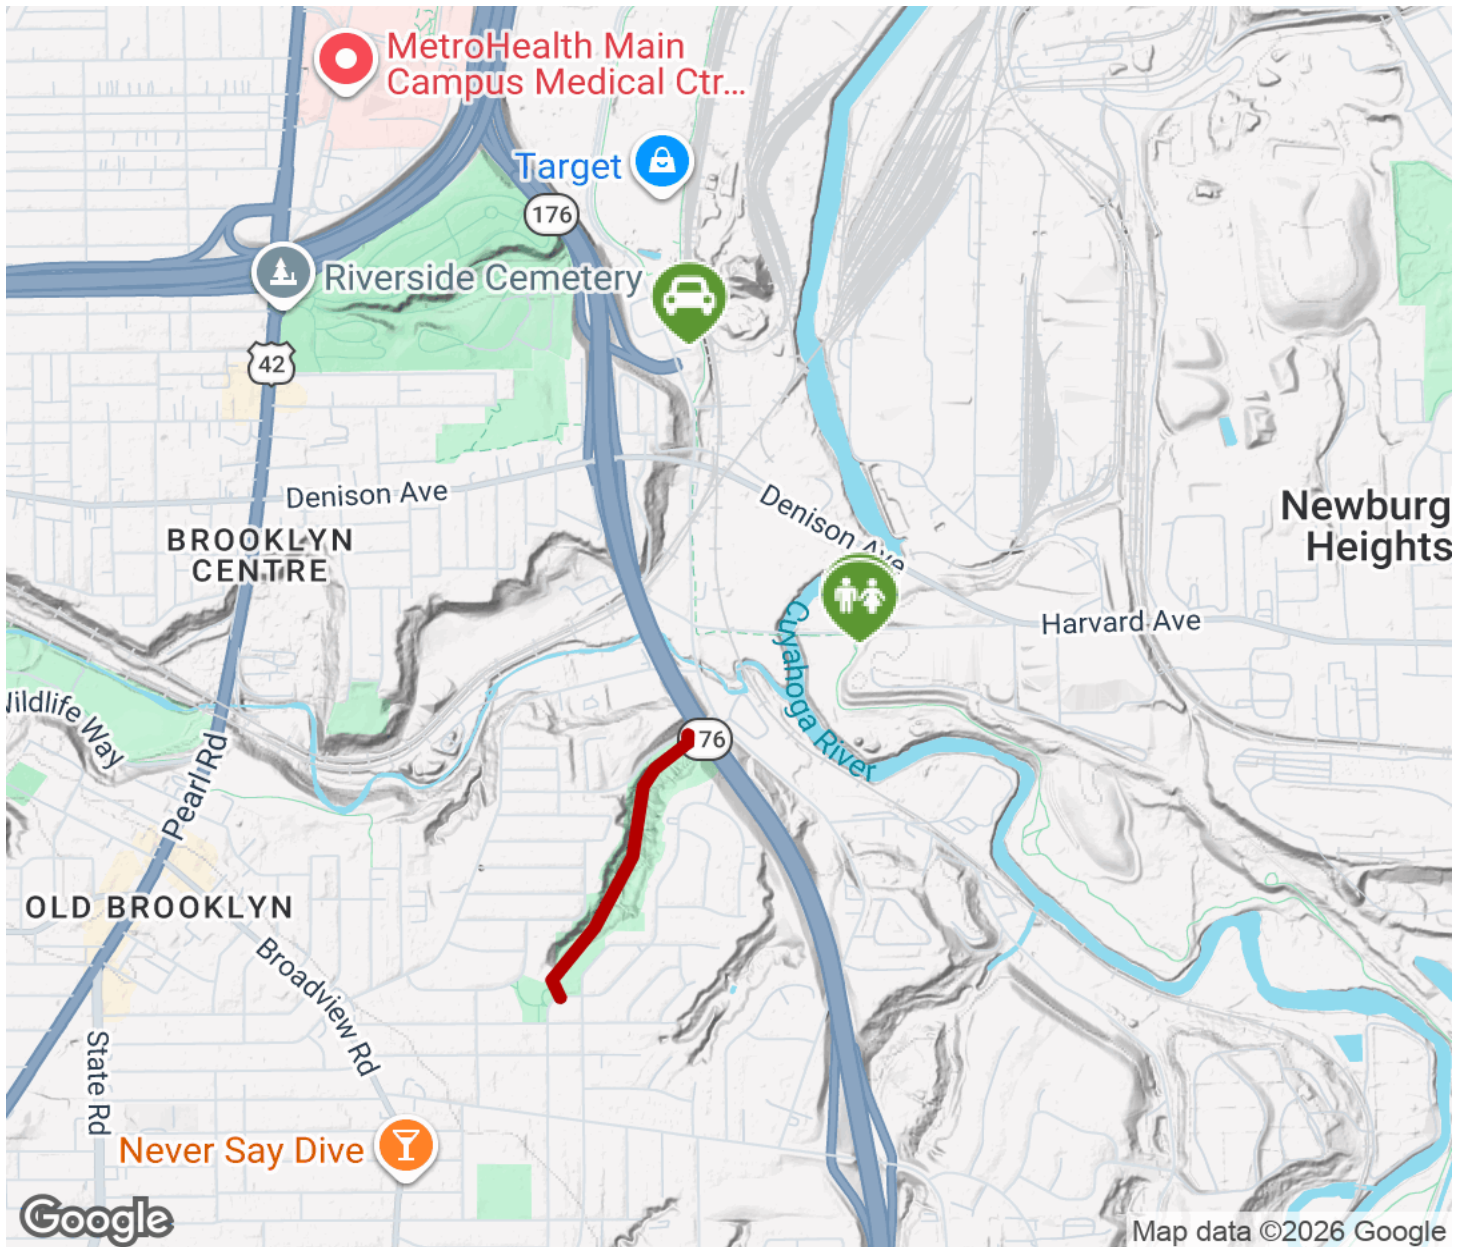 MetroHealth Main
Campus Medical Ctr...
Target
176
Riverside Cemetery
42
Denison Ave
Denison Ave
BROOKLYN
CENTRE
Newburg
Heights
Harvard Ave
Cuyahoga River
Wildlife Way
Pearl Rd
76
OLD BROOKLYN
Broadview Rd
State Rd
Never Say Dive
Google
Map data ©2026 Google